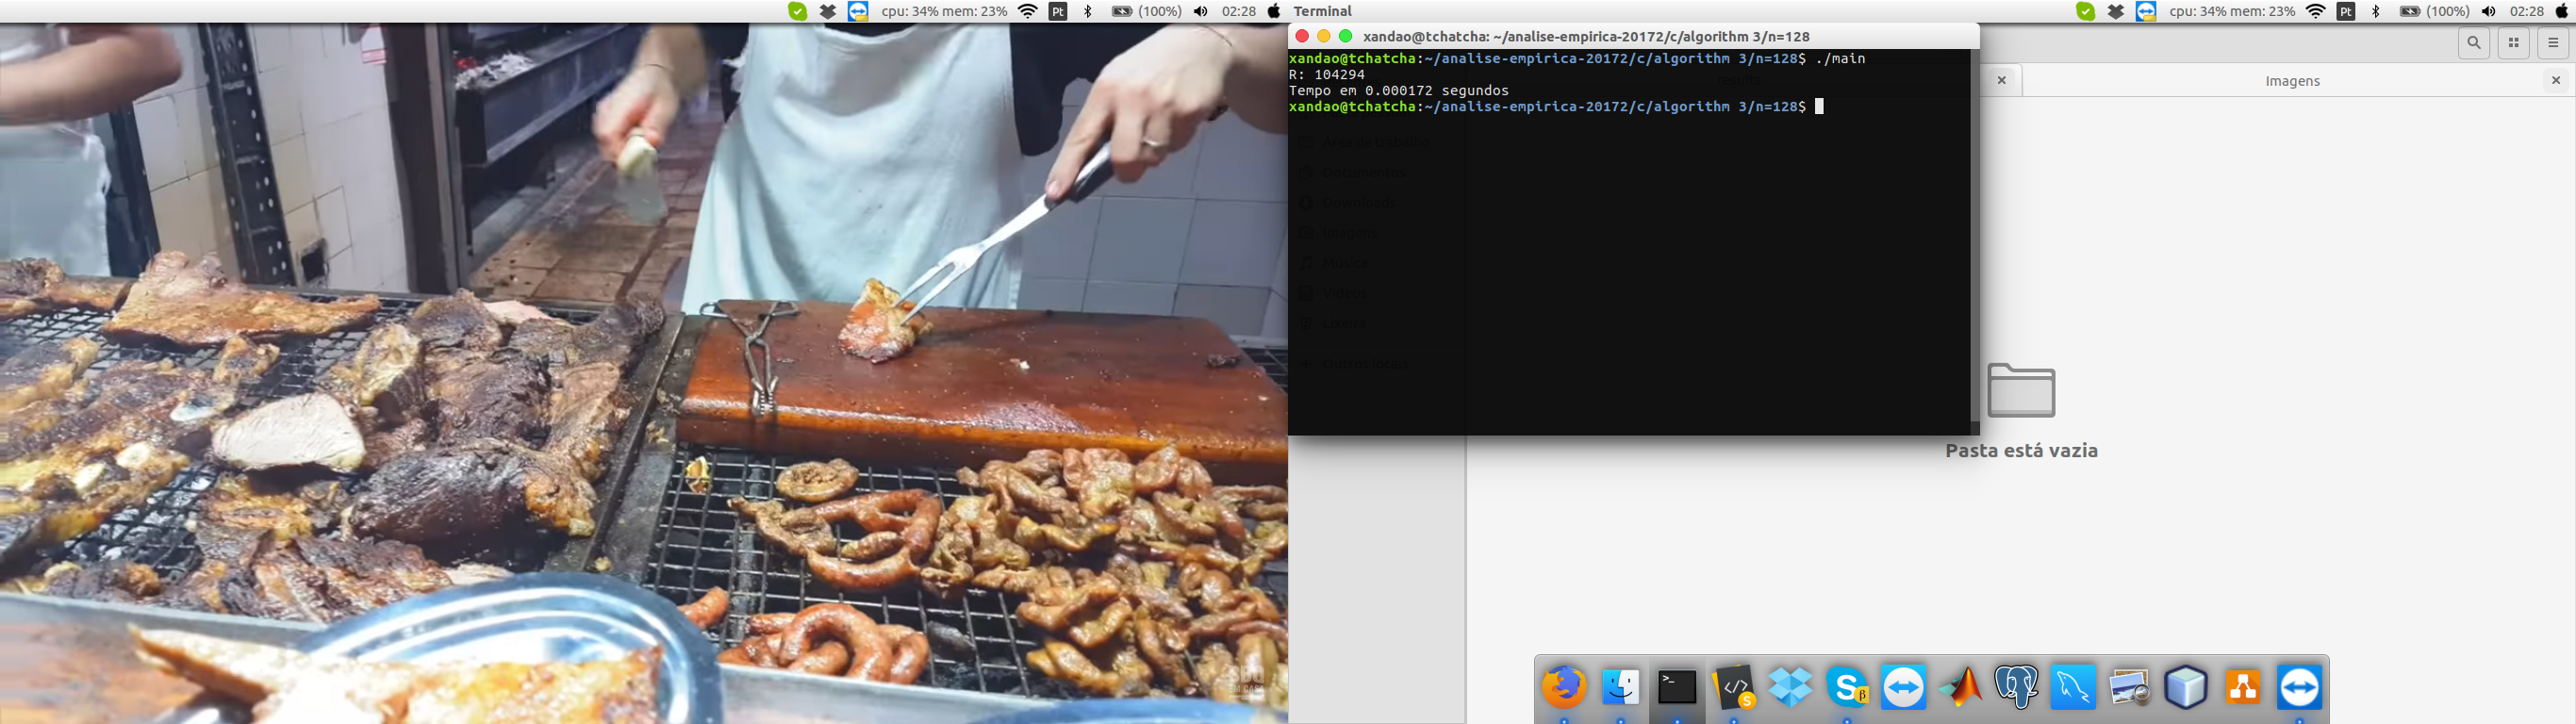 cpu: 34% mem: 23% Pt (100%) 02:28
Terminal
cpu: 34% mem: 23% Pt (100%) 02:28
xandao@tchatcha: ~/analise-empirica-20172/c/algorithm 3/n=128
xandao@tchatcha:~/analise-empirica-20172/c/algorithm 3/n=128$ ./main
R: 104294
Tempo em 0.000172 segundos
xandao@tchatcha:~/analise-empirica-20172/c/algorithm 3/n=128$
Imagens
Área de trabalho
Documentos
Downloads
Imagens
Música
Vídeos
Lixeira
Outros locais
Pasta está vazia